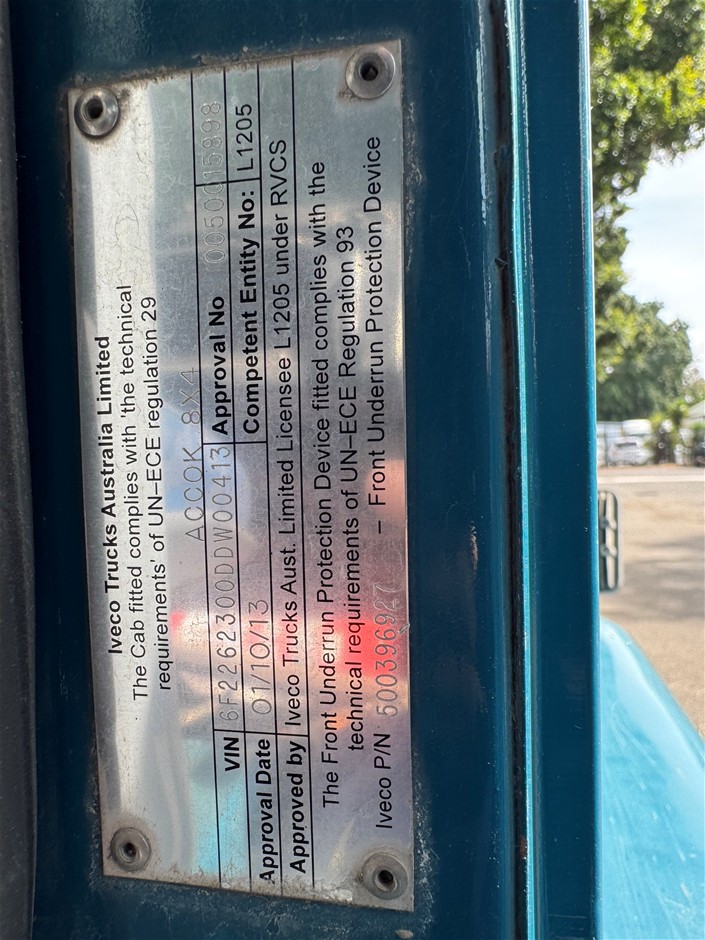 Iveco Trucks Australia Limited
The Cab fitted complies with 'the technical
requirements' of UN-ECE regulation 29
ACCOK 8X4
VIN 6F2262300DDW00413 Approval No 0050015898
Approval Date 01/10/13 Competent Entity No: L1205
Approved by Iveco Trucks Aust. Limited Licensee L1205 under RVCS
The Front Underrun Protection Device fitted complies with the
technical requirements of UN-ECE Regulation 93
Iveco P/N 500396927 – Front Underrun Protection Device